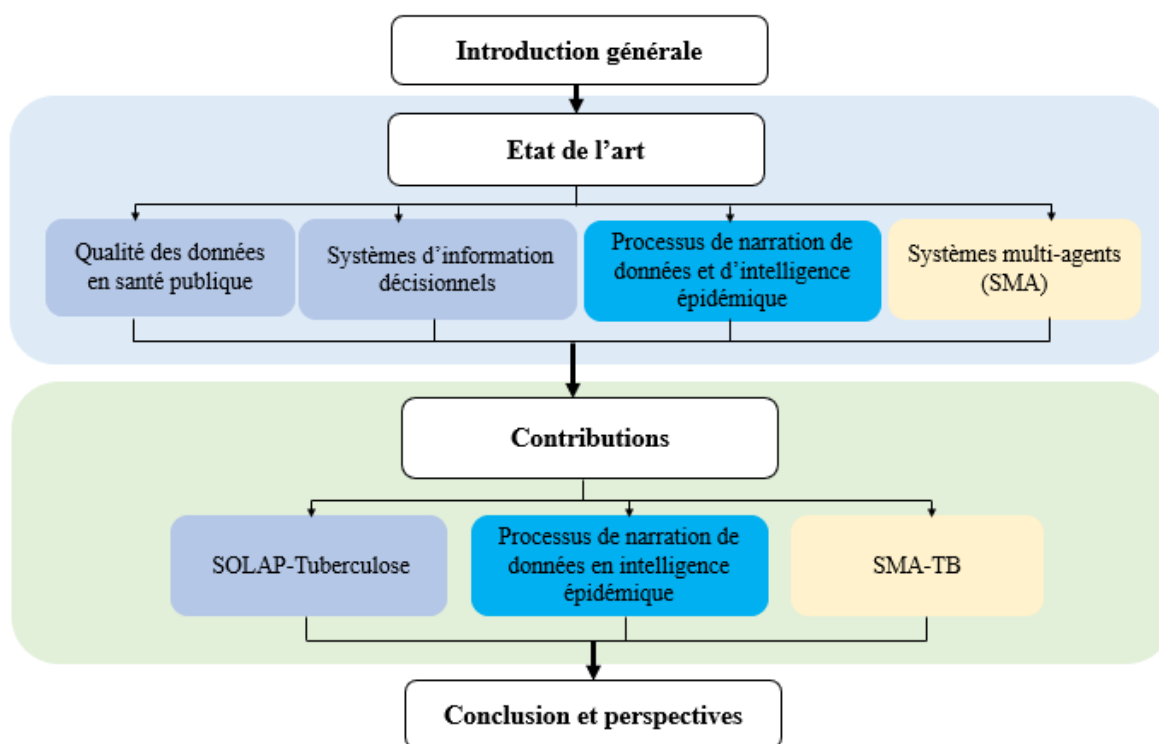 Introduction générale
Etat de l'art
Qualité des données
en santé publique
Systèmes d'information
décisionnels
Processus de narration de
données et d'intelligence
épidémique
Systèmes multi-agents
(SMA)
Contributions
SOLAP-Tuberculose
Processus de narration de
données en intelligence
épidémique
SMA-TB
Conclusion et perspectives